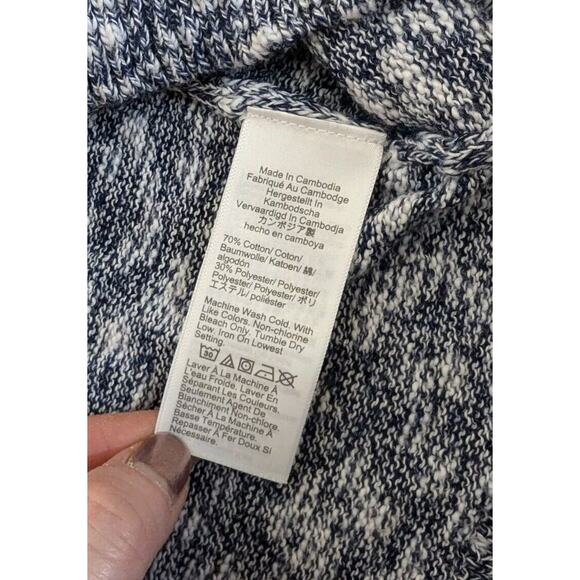 Made In Cambodia
Fabriqué Au Cambodge
Hergestellt In
Kambodscha
Vervaardigd In Cambodja
カンボジア製
hecho en camboya
70% Cotton/ Coton/
Baumwolle/ Katoen/ 綿/
algodón
30% Polyester/ Polyester/
Polyester/ Polyester/ ポリ
エステル/ poliéster
Machine Wash Cold. With
Like Colors. Non-chlorine
Bleach Only. Tumble Dry
Low. Iron On Lowest
Setting.
30
Laver À La Machine À
L'eau Froide. Laver En
Séparant Les Couleurs.
Seulement Agent De
Blanchiment Non-chlore.
Sécher À La Machine À
Basse Température.
Repasser À Fer Doux Si
Nécessaire.